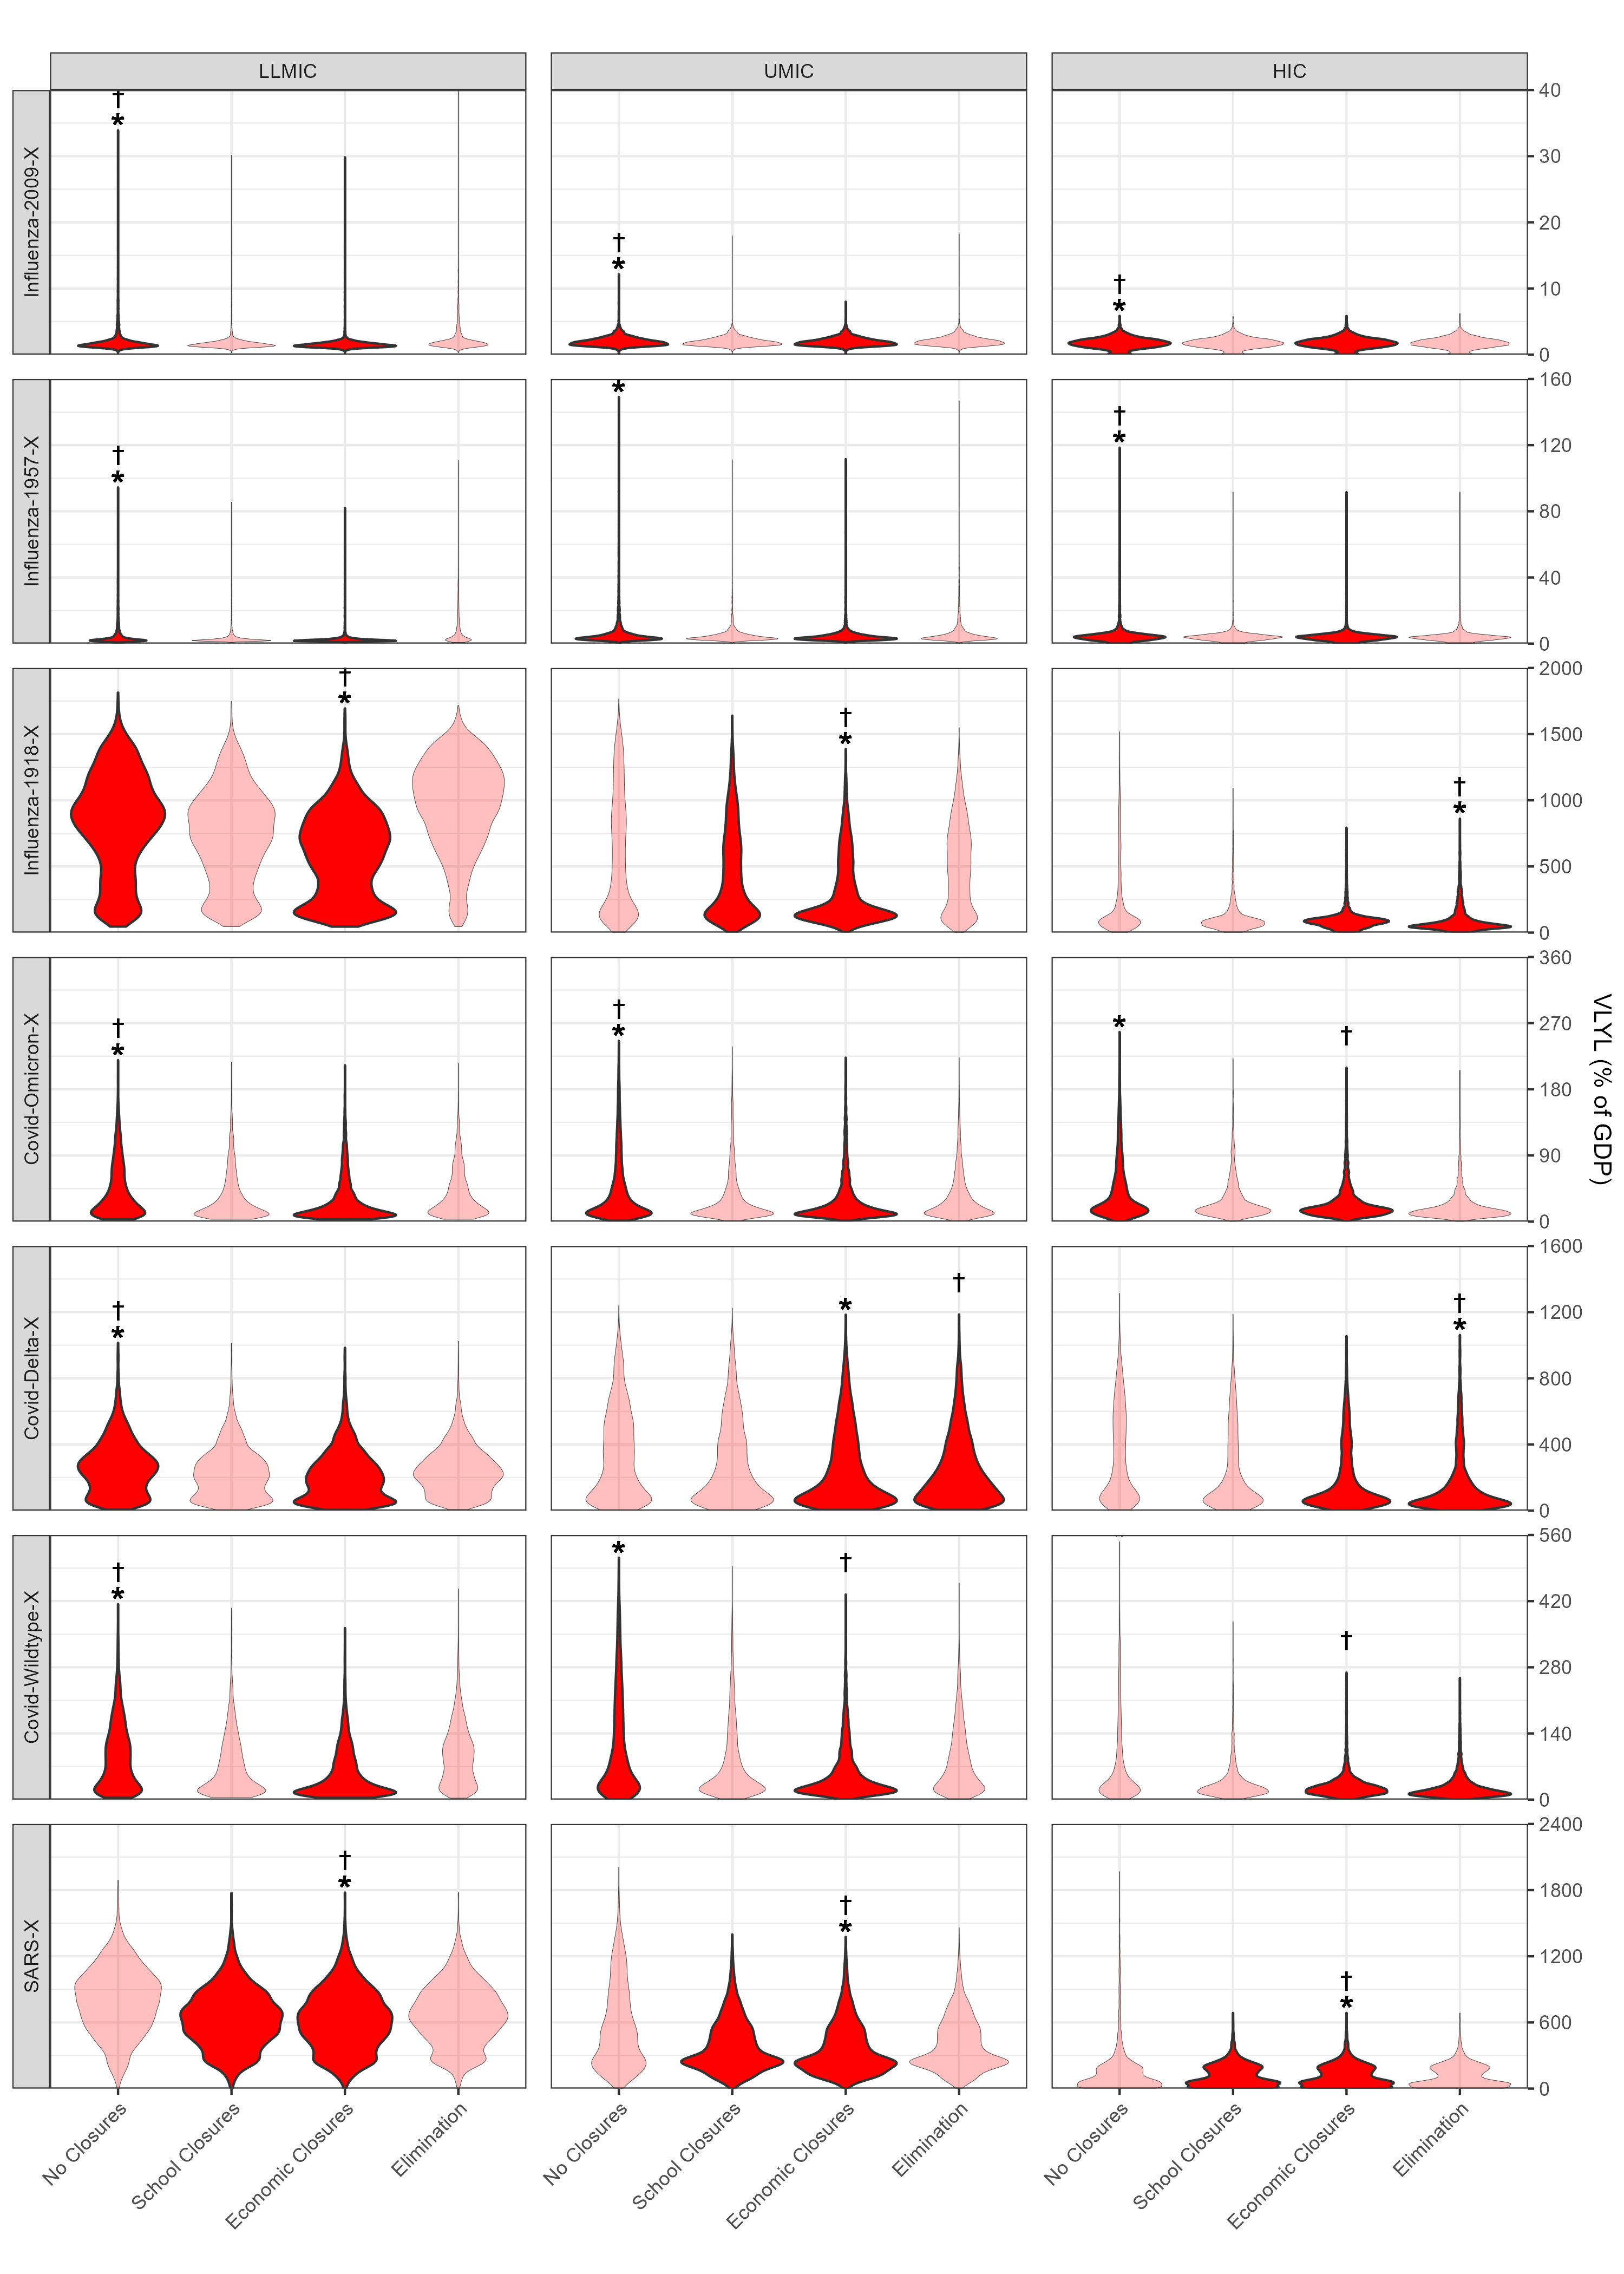 LLMIC UMIC HIC
Influenza-2009-X
† † †
* * *
40
30
20
10
0
Influenza-1957-X
† †
* * *
160
120
80
40
0
Influenza-1918-X
† † †
* * *
2000
1500
1000
500
0
Covid-Omicron-X
† † †
* * *
360
270
180
90
0
Covid-Delta-X
† † †
* * *
1600
1200
800
400
0
Covid-Wildtype-X
† † †
* *
560
420
280
140
0
SARS-X
† † †
* * *
2400
1800
1200
600
0
VLYL (% of GDP)
No Closures School Closures Economic Closures Elimination No Closures School Closures Economic Closures Elimination No Closures School Closures Economic Closures Elimination